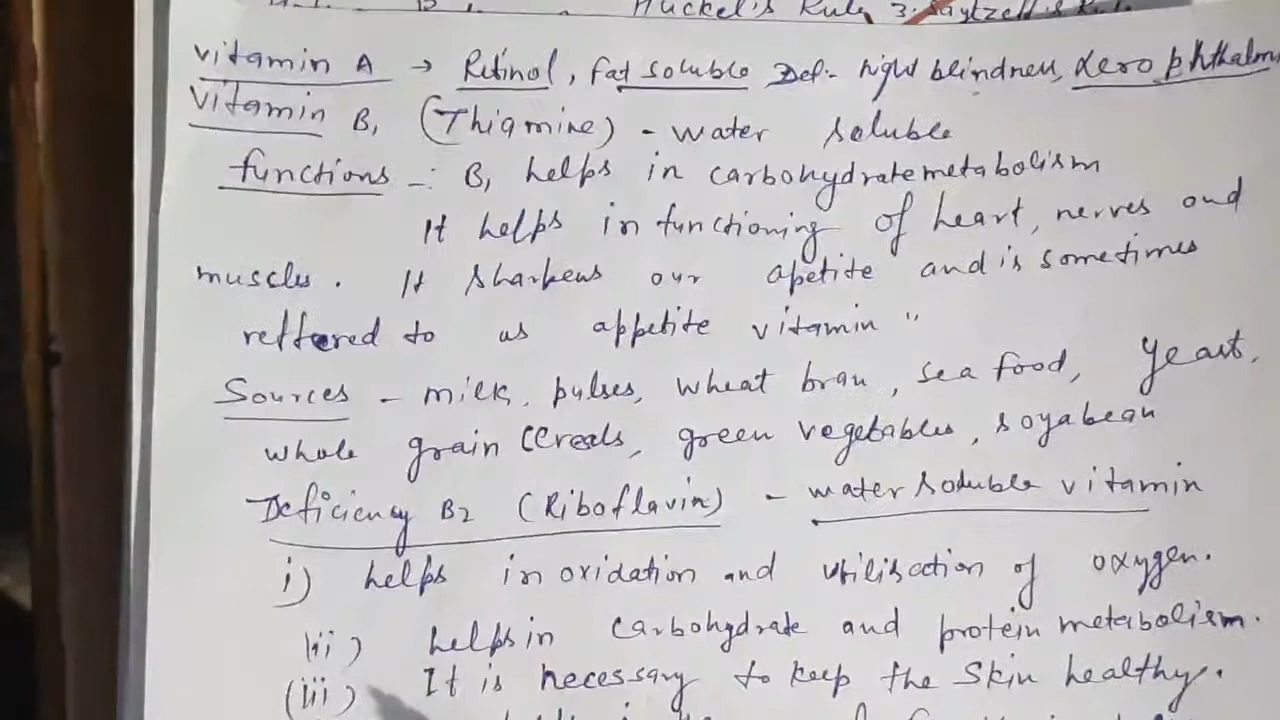 Huckel's Rule 3. Saytzeff's Rule
vitamin A → Retinol, fat soluble Def:- night blindness, xerophthalm
vitamin B, (Thiamine) - water soluble
functions -: B, helps in carbohydrate metabolism
It helps in functioning of heart, nerves and
muscles. It sharpens our apetite and is sometimes
reffered to as appetite vitamin "
Sources - milk, pulses, wheat bran, sea food, yeast,
whole grain cereals, green vegetables, soyabean
Deficiency B2 (Riboflavin) - water soluble vitamin
i) helps in oxidation and utilisation of oxygen.
(ii) helps in carbohydrate and protein metabolism.
(iii) It is necessary to keep the skin healthy.